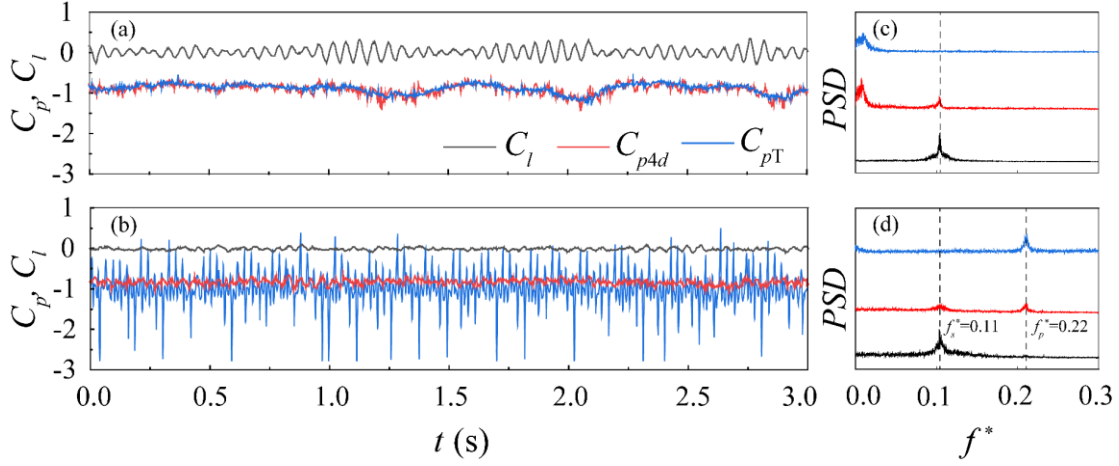 (a)
1
0
-1
-2
-3
C_p, C_l
C_l C_p4d C_pT
(c)
PSD
(b)
1
0
-1
-2
-3
C_p, C_l
0.0 0.5 1.0 1.5 2.0 2.5 3.0
t (s)
(d)
PSD
f_s*=0.11 f_p*=0.22
0.0 0.1 0.2 0.3
f*